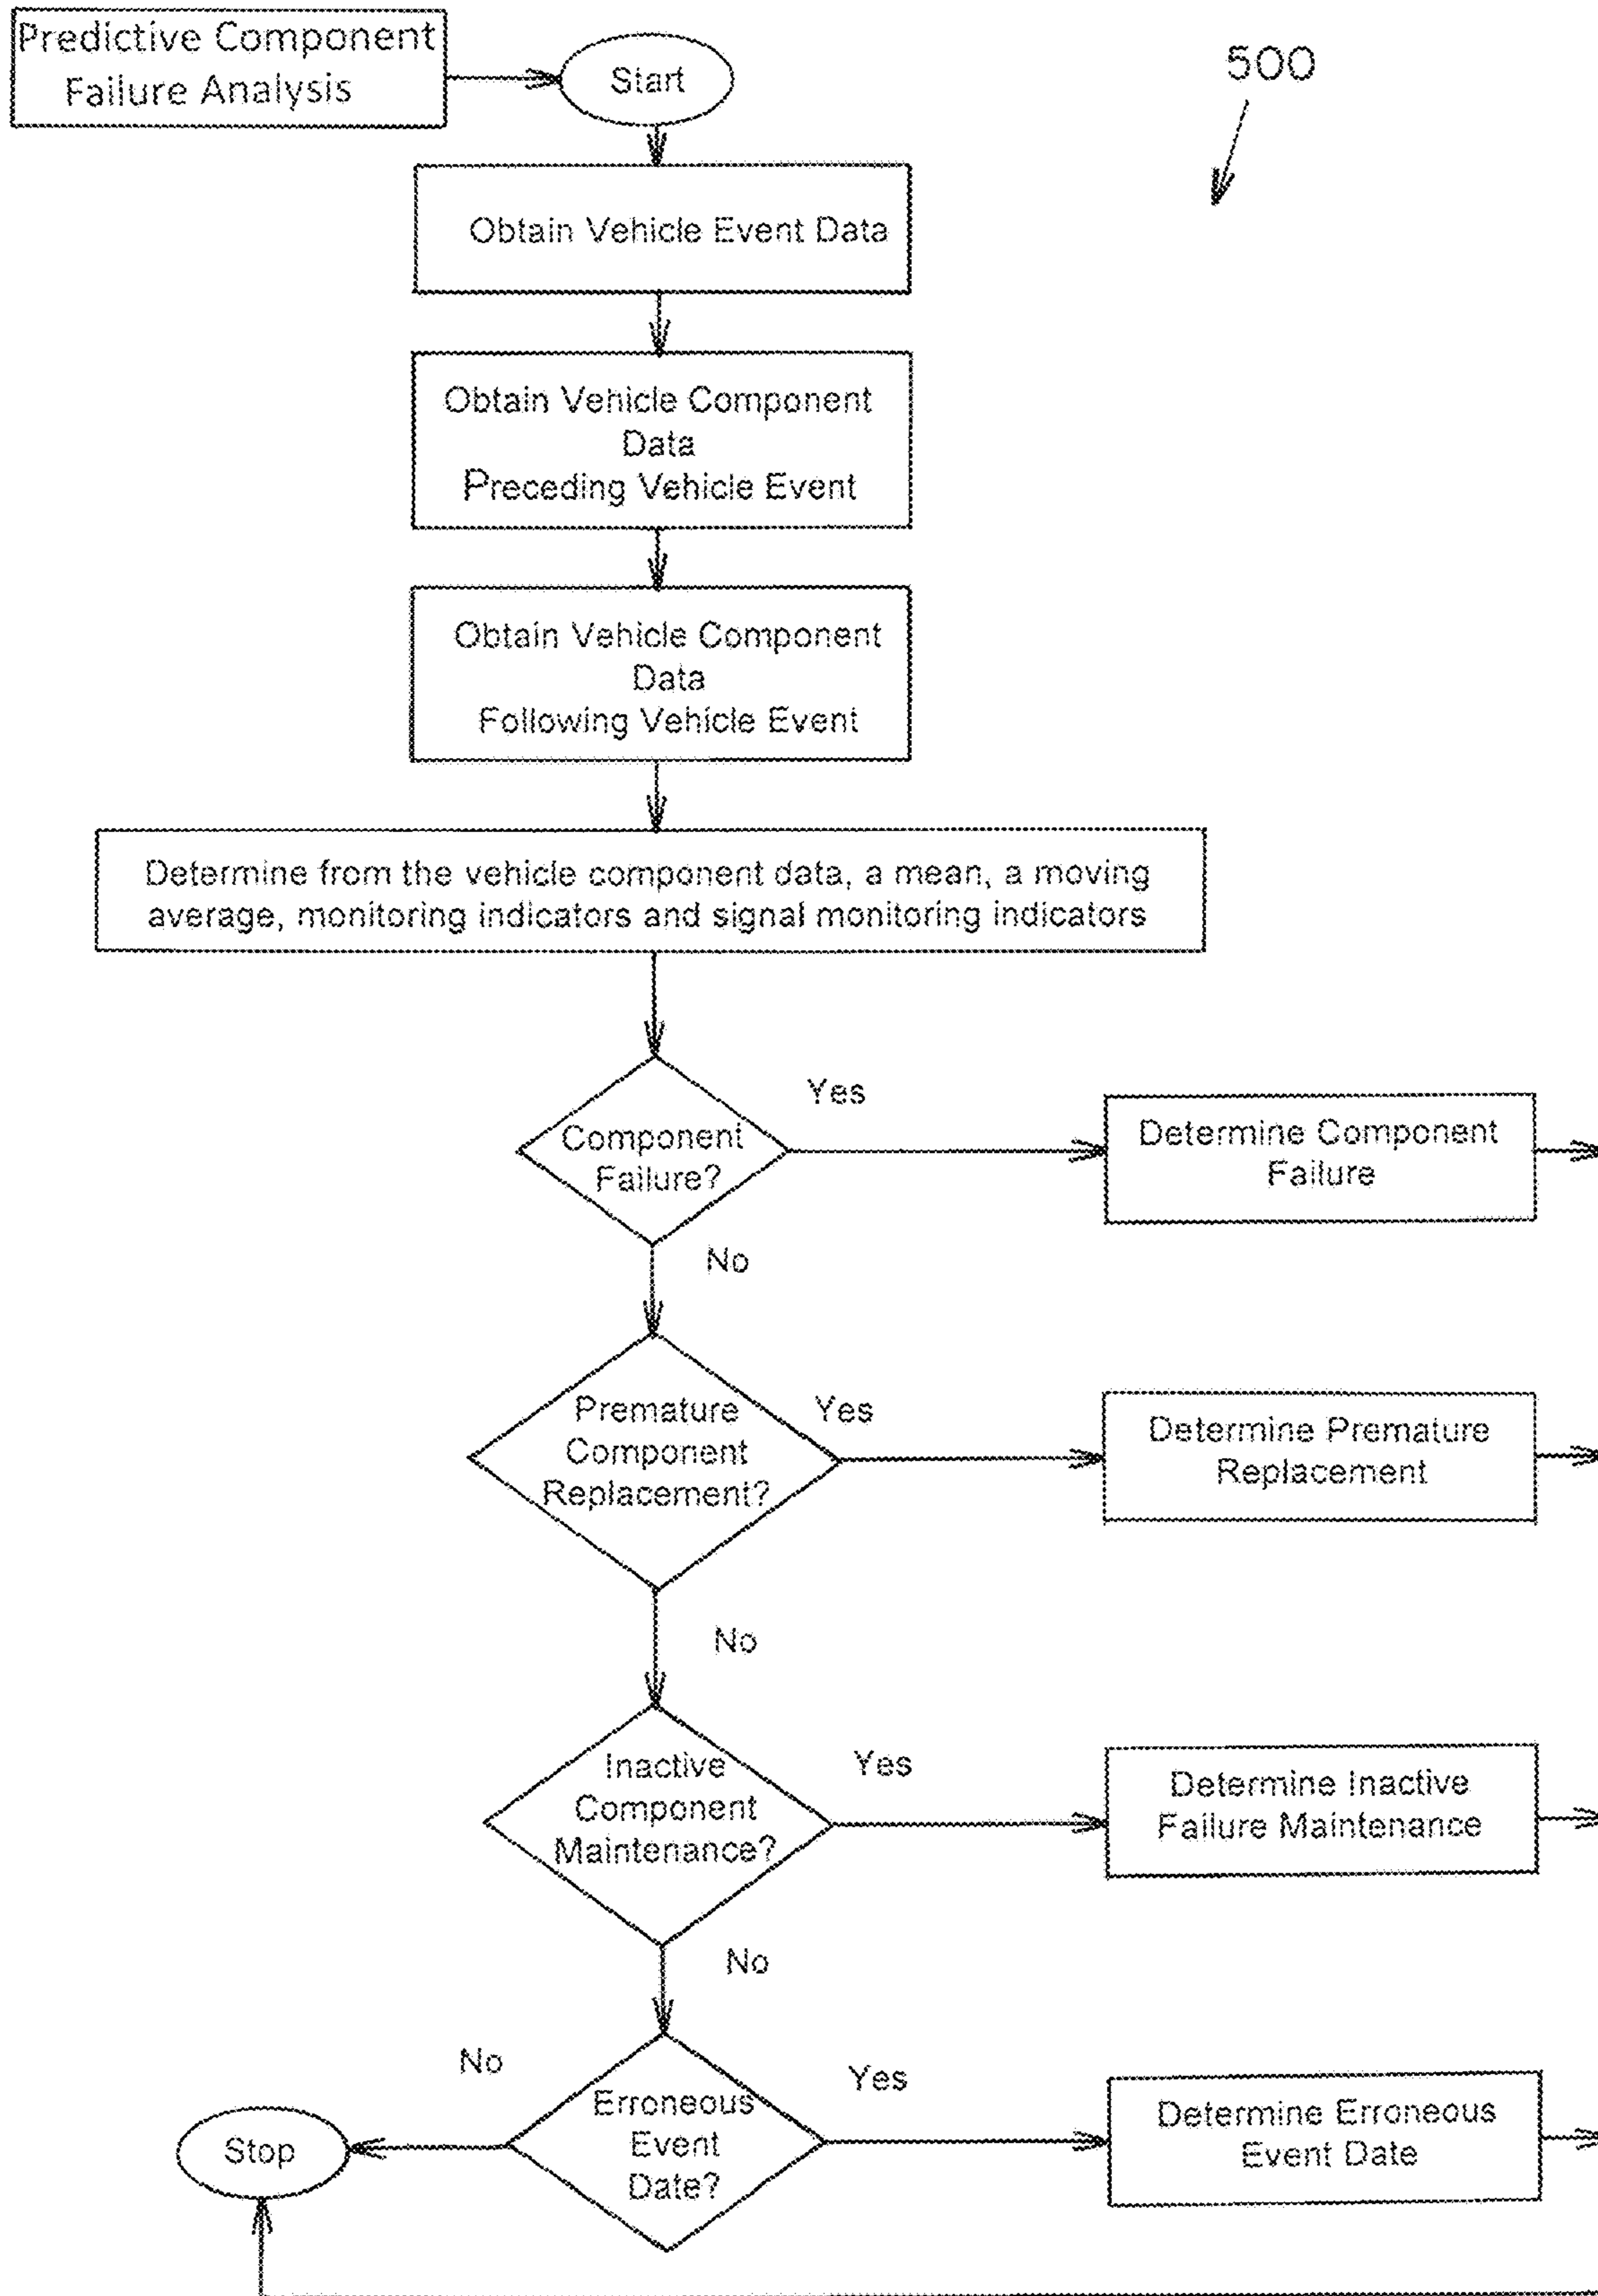 Predictive Component
Failure Analysis
Start
500
Obtain Vehicle Event Data
Obtain Vehicle Component
Data
Preceding Vehicle Event
Obtain Vehicle Component
Data
Following Vehicle Event
Determine from the vehicle component data, a mean, a moving
average, monitoring indicators and signal monitoring indicators
Component
Failure?
Yes
Determine Component
Failure
No
Premature
Component
Replacement?
Yes
Determine Premature
Replacement
No
Inactive
Component
Maintenance?
Yes
Determine Inactive
Failure Maintenance
No
Erroneous
Event
Date?
No
Stop
Yes
Determine Erroneous
Event Date